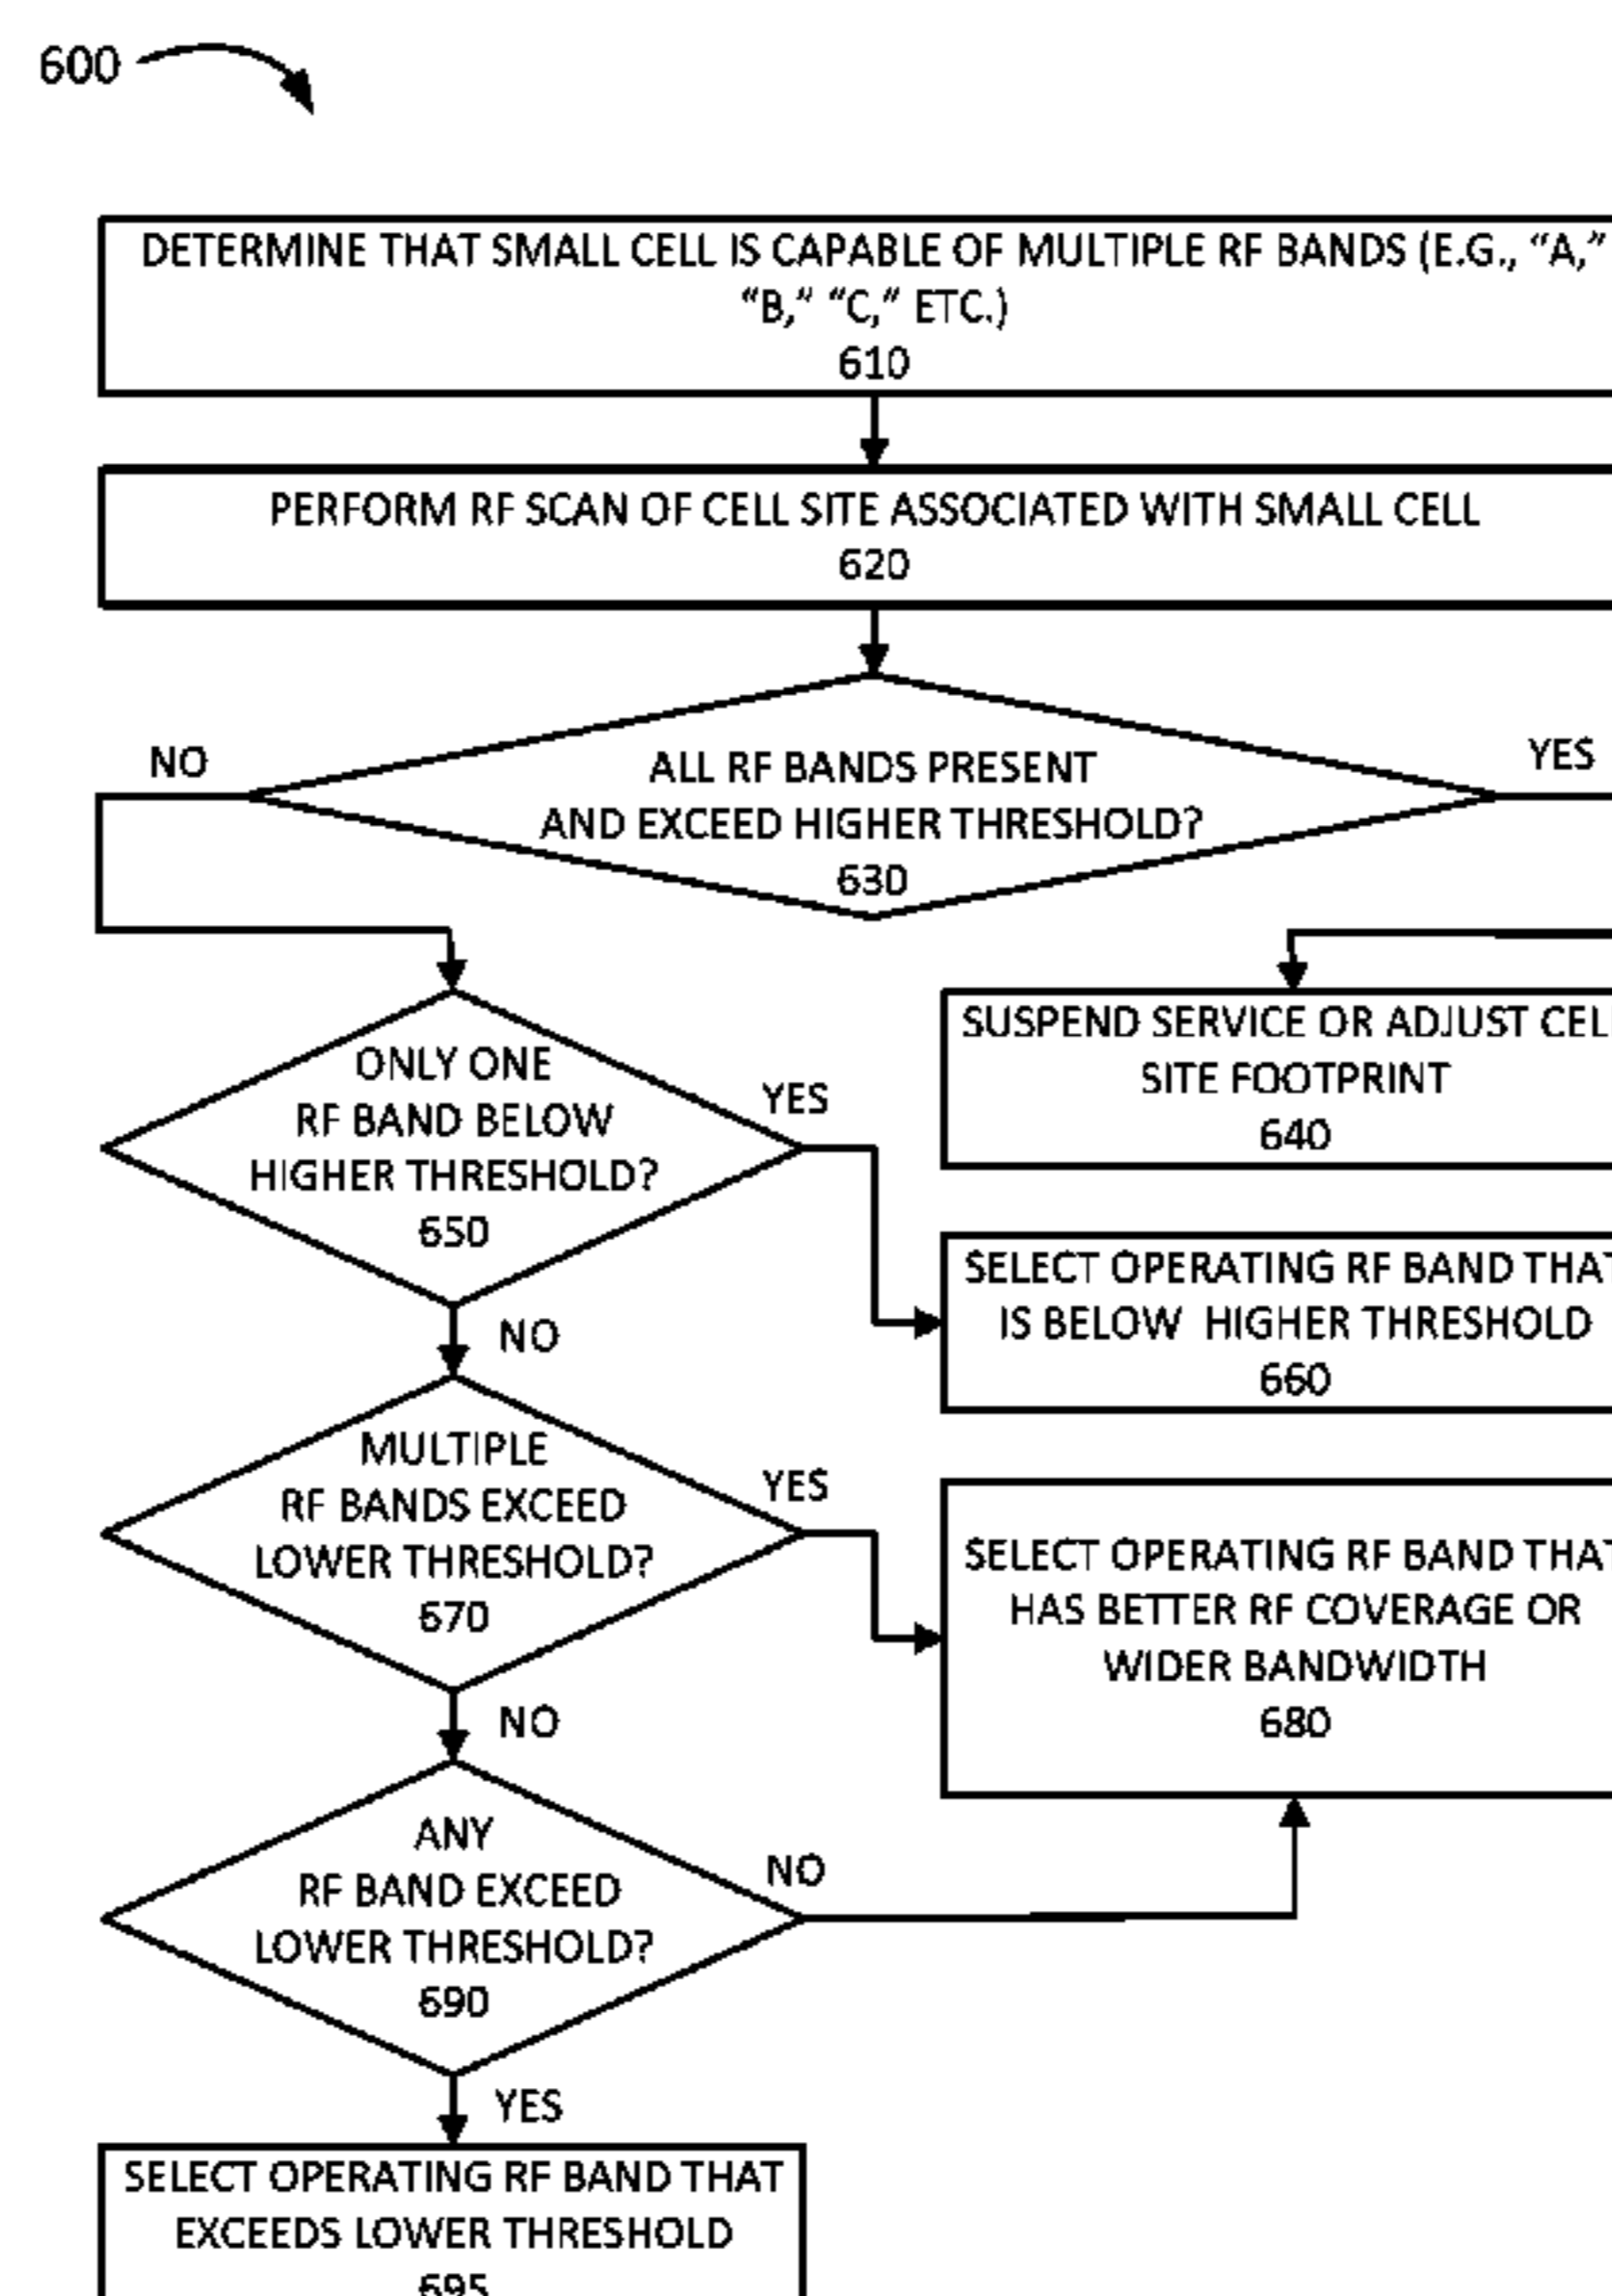 600
DETERMINE THAT SMALL CELL IS CAPABLE OF MULTIPLE RF BANDS (E.G., “A,”
“B,” “C,” ETC.)
610
PERFORM RF SCAN OF CELL SITE ASSOCIATED WITH SMALL CELL
620
NO
YES
ALL RF BANDS PRESENT
AND EXCEED HIGHER THRESHOLD?
630
SUSPEND SERVICE OR ADJUST CELL
SITE FOOTPRINT
640
ONLY ONE
RF BAND BELOW
HIGHER THRESHOLD?
650
YES
NO
SELECT OPERATING RF BAND THAT
IS BELOW HIGHER THRESHOLD
660
MULTIPLE
RF BANDS EXCEED
LOWER THRESHOLD?
670
YES
NO
SELECT OPERATING RF BAND THAT
HAS BETTER RF COVERAGE OR
WIDER BANDWIDTH
680
ANY
RF BAND EXCEED
LOWER THRESHOLD?
690
NO
YES
SELECT OPERATING RF BAND THAT
EXCEEDS LOWER THRESHOLD
695